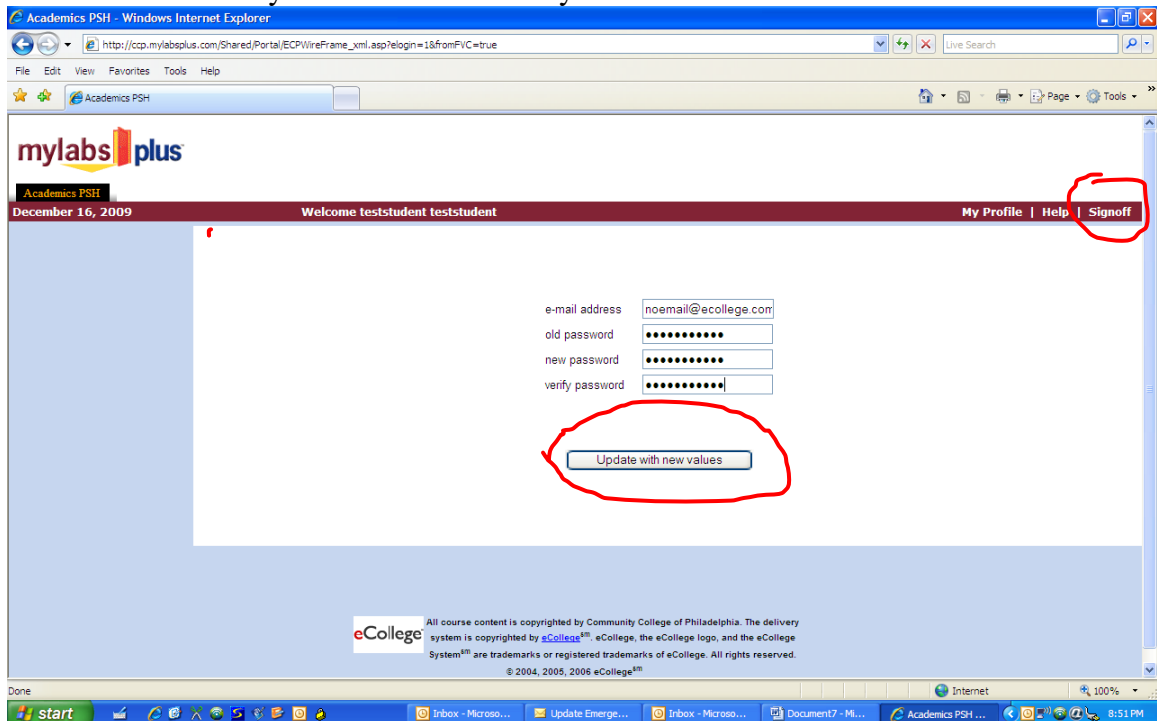 Academics PSH - Windows Internet Explorer
http://ccp.mylabsplus.com/Shared/Portal/ECPWireFrame_xml.asp?elogin=1&fromFVC=true
Live Search
File Edit View Favorites Tools Help
Academics PSH
Page
Tools
mylabs plus
Academics PSH
December 16, 2009 Welcome teststudent teststudent My Profile | Help | Signoff
e-mail address noemail@ecollege.com
old password •••••••••••
new password •••••••••••
verify password •••••••••••
Update with new values
eCollege
All course content is copyrighted by Community College of Philadelphia. The delivery
system is copyrighted by eCollege℠. eCollege, the eCollege logo, and the eCollege
System℠ are trademarks or registered trademarks of eCollege. All rights reserved.
© 2004, 2005, 2006 eCollege℠
Done Internet 100%
start Inbox - Microso... Update Emerge... Inbox - Microso... Document7 - Mi... Academics PSH ... 8:51 PM